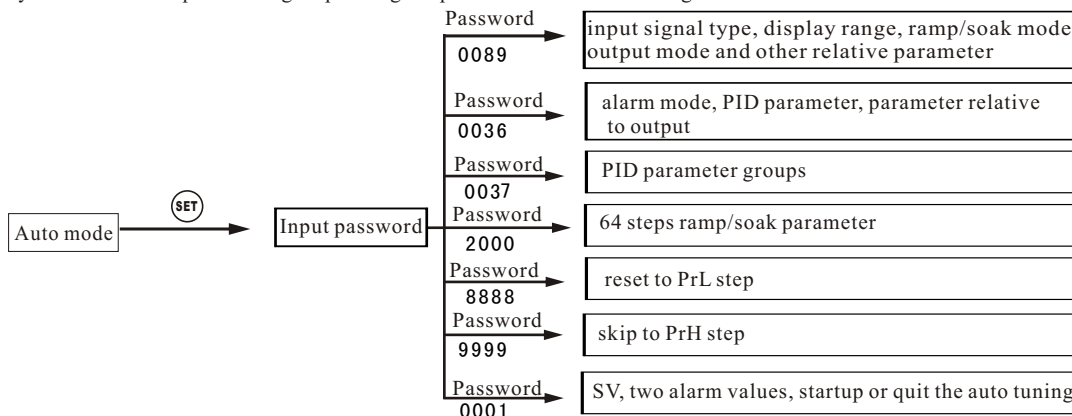 Password
0089
input signal type, display range, ramp/soak mode
output mode and other relative parameter
Password
0036
alarm mode, PID parameter, parameter relative
to output
Password
0037
PID parameter groups
Auto mode
SET
Input password
Password
2000
64 steps ramp/soak parameter
Password
8888
reset to PrL step
Password
9999
skip to PrH step
Password
0001
SV, two alarm values, startup or quit the auto tuning